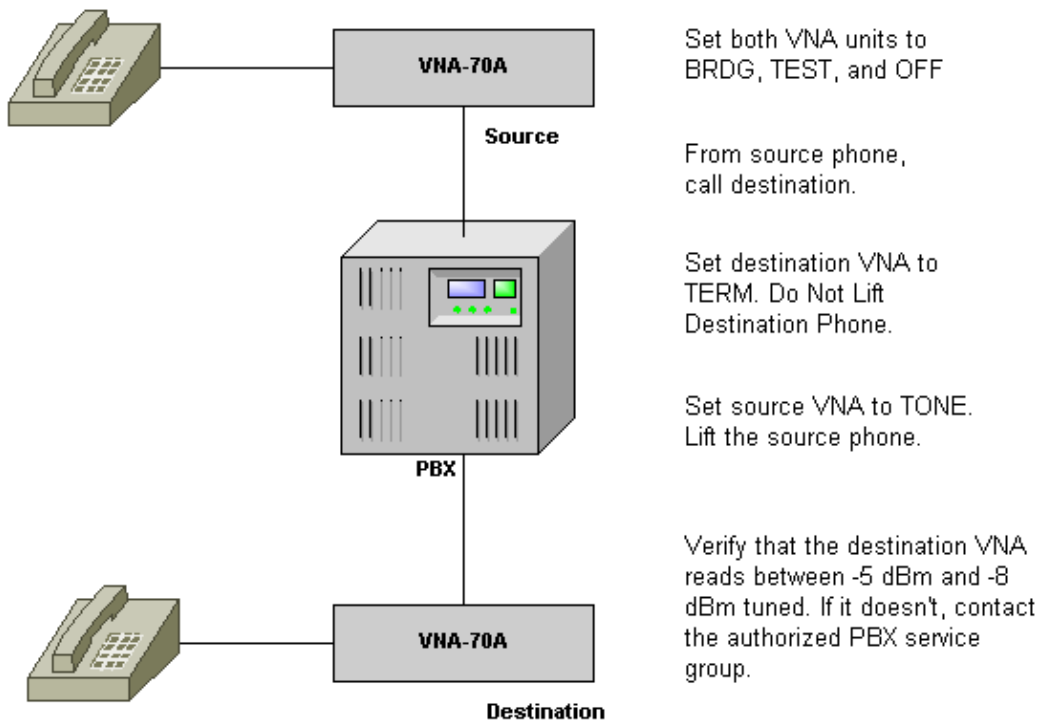 VNA-70A
Source
Set both VNA units to
BRDG, TEST, and OFF
From source phone,
call destination.
Set destination VNA to
TERM. Do Not Lift
Destination Phone.
Set source VNA to TONE.
Lift the source phone.
PBX
Verify that the destination VNA
reads between -5 dBm and -8
dBm tuned. If it doesn't, contact
the authorized PBX service
group.
VNA-70A
Destination